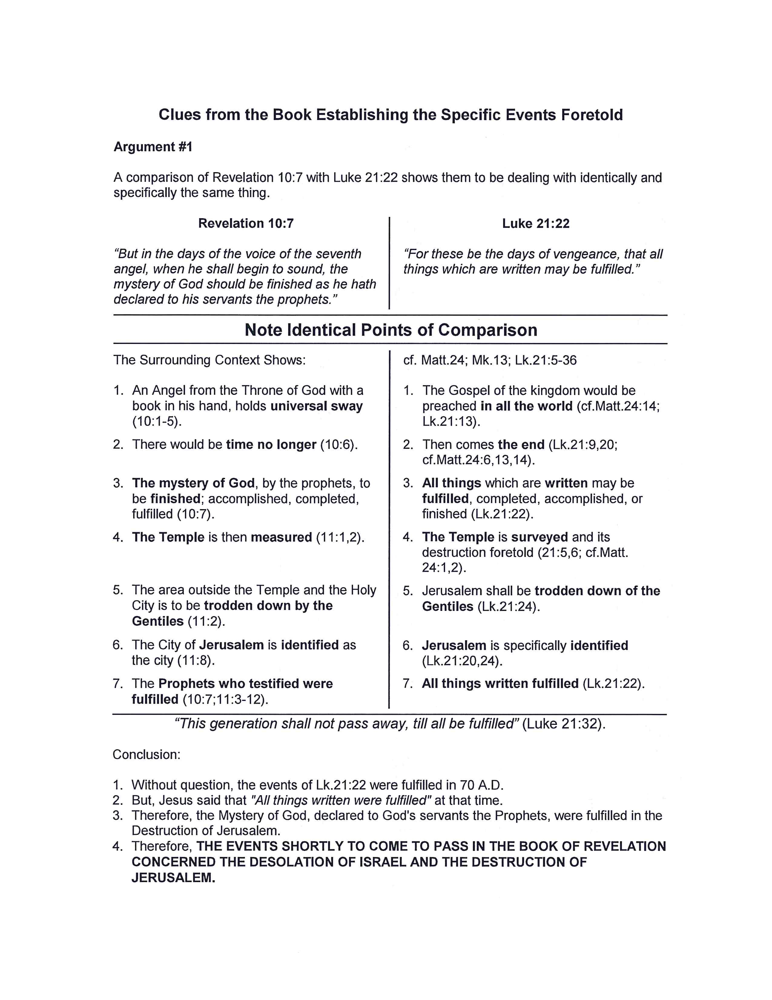 Clues from the Book Establishing the Specific Events Foretold
Argument #1
A comparison of Revelation 10:7 with Luke 21:22 shows them to be dealing with identically and
specifically the same thing.
Revelation 10:7
“But in the days of the voice of the seventh
angel, when he shall begin to sound, the
mystery of God should be finished as he hath
declared to his servants the prophets.”
Luke 21:22
“For these be the days of vengeance, that all
things which are written may be fulfilled.”
Note Identical Points of Comparison
The Surrounding Context Shows:
1. An Angel from the Throne of God with a
book in his hand, holds universal sway
(10:1-5).
2. There would be time no longer (10:6).
3. The mystery of God, by the prophets, to
be finished; accomplished, completed,
fulfilled (10:7).
4. The Temple is then measured (11:1,2).
5. The area outside the Temple and the Holy
City is to be trodden down by the
Gentiles (11:2).
6. The City of Jerusalem is identified as
the city (11:8).
7. The Prophets who testified were
fulfilled (10:7;11:3-12).
cf. Matt.24; Mk.13; Lk.21:5-36
1. The Gospel of the kingdom would be
preached in all the world (cf.Matt.24:14;
Lk.21:13).
2. Then comes the end (Lk.21:9,20;
cf.Matt.24:6,13,14).
3. All things which are written may be
fulfilled, completed, accomplished, or
finished (Lk.21:22).
4. The Temple is surveyed and its
destruction foretold (21:5,6; cf.Matt.
24:1,2).
5. Jerusalem shall be trodden down of the
Gentiles (Lk.21:24).
6. Jerusalem is specifically identified
(Lk.21:20,24).
7. All things written fulfilled (Lk.21:22).
“This generation shall not pass away, till all be fulfilled” (Luke 21:32).
Conclusion:
1. Without question, the events of Lk.21:22 were fulfilled in 70 A.D.
2. But, Jesus said that "All things written were fulfilled" at that time.
3. Therefore, the Mystery of God, declared to God's servants the Prophets, were fulfilled in the
Destruction of Jerusalem.
4. Therefore, THE EVENTS SHORTLY TO COME TO PASS IN THE BOOK OF REVELATION
CONCERNED THE DESOLATION OF ISRAEL AND THE DESTRUCTION OF
JERUSALEM.